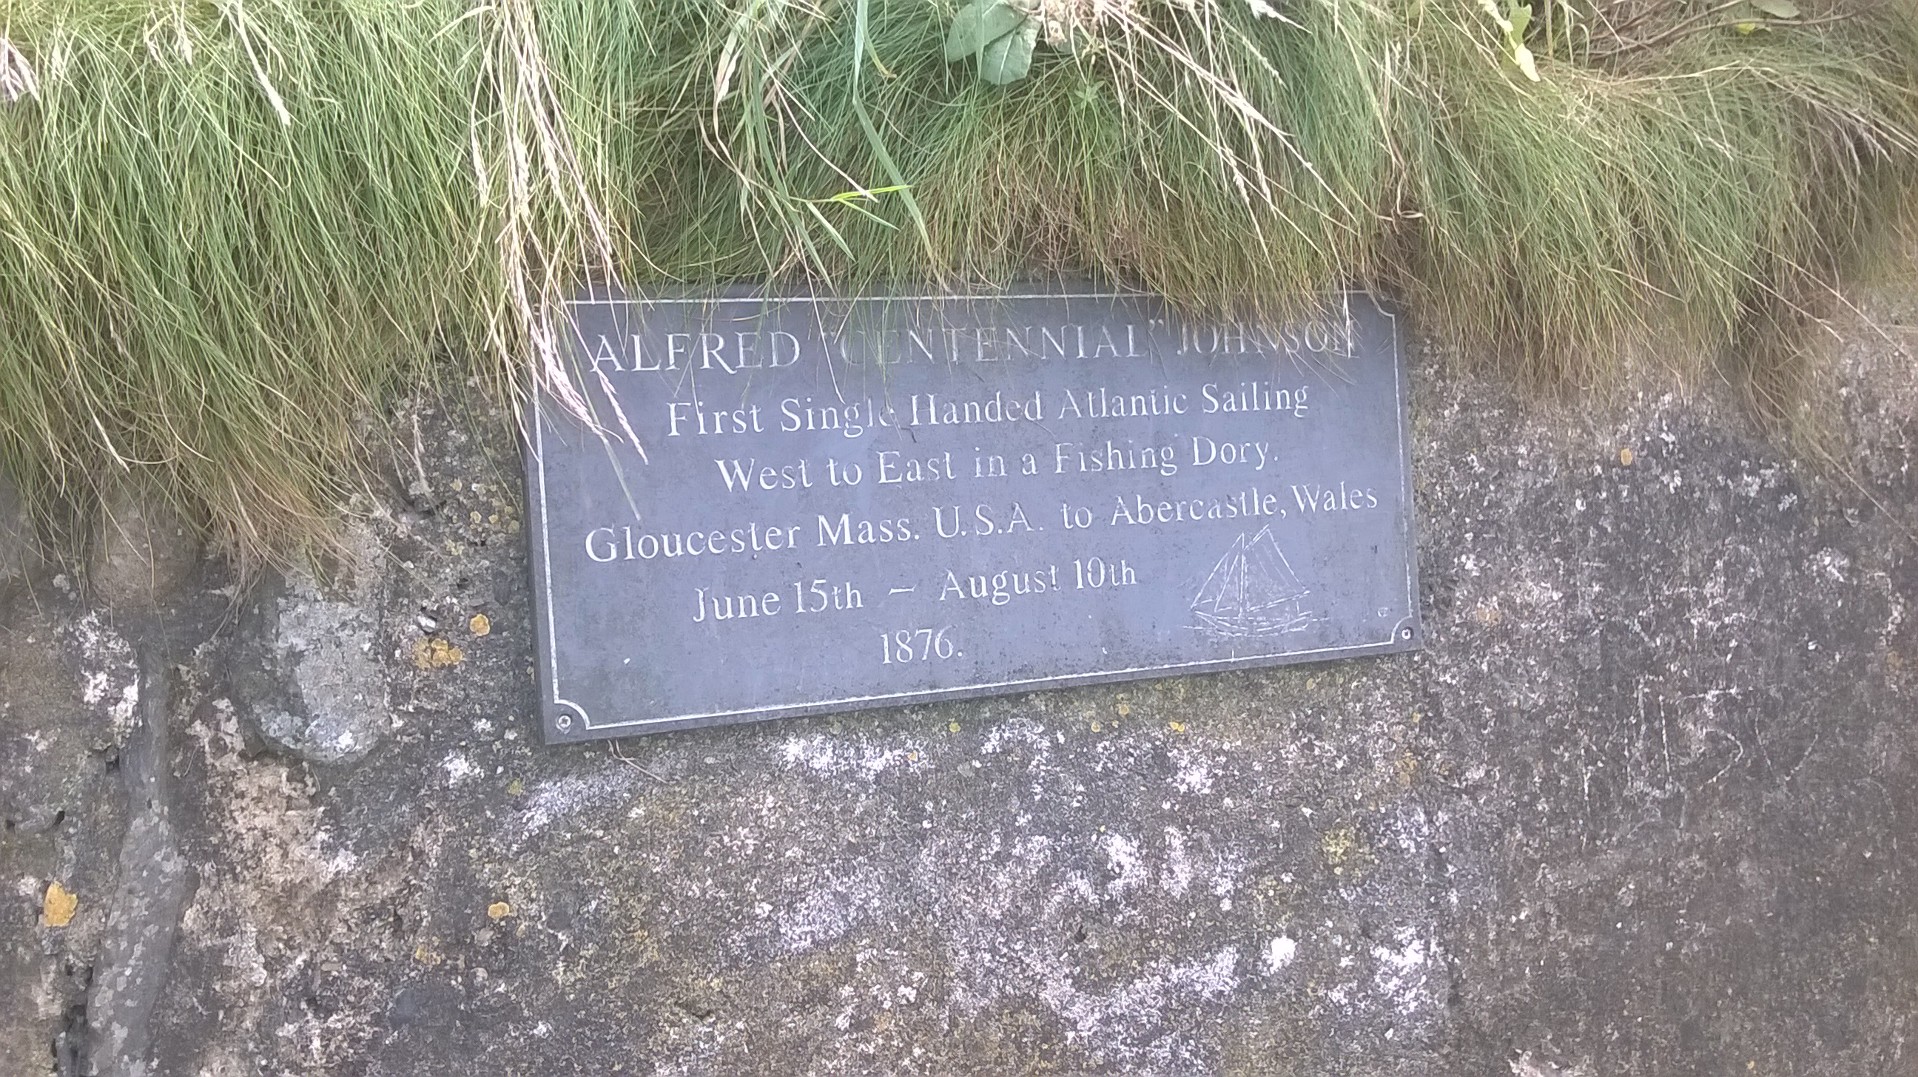 ALFRED "CENTENNIAL" JOHNSON
First Single Handed Atlantic Sailing
West to East in a Fishing Dory.
Gloucester Mass. U.S.A. to Abercastle, Wales
June 15th – August 10th
1876.